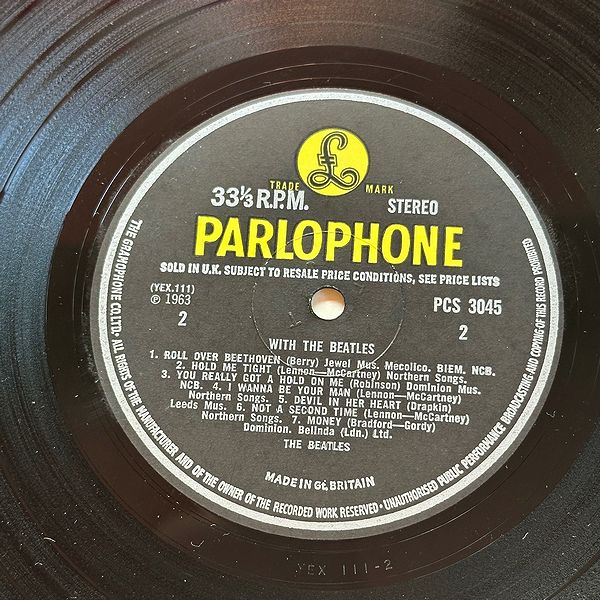 £
TRADE MARK
33⅓ R.P.M. STEREO
PARLOPHONE
SOLD IN U.K. SUBJECT TO RESALE PRICE CONDITIONS, SEE PRICE LISTS
(YEX.111)
℗ 1963
2
PCS 3045
2
WITH THE BEATLES
1. ROLL OVER BEETHOVEN (Berry) Jewel Mus. Mecolico. BIEM. NCB.
2. HOLD ME TIGHT (Lennon—McCartney) Northern Songs.
3. YOU REALLY GOT A HOLD ON ME (Robinson) Dominion Mus.
NCB. 4. I WANNA BE YOUR MAN (Lennon—McCartney)
Northern Songs. 5. DEVIL IN HER HEART (Drapkin)
Leeds Mus. 6. NOT A SECOND TIME (Lennon—McCartney)
Northern Songs. 7. MONEY (Bradford—Gordy)
Dominion. Belinda (Ldn.) Ltd.
THE BEATLES
MADE IN Gt. BRITAIN
THE GRAMOPHONE CO. LTD. · ALL RIGHTS OF THE MANUFACTURER AND OF THE OWNER OF THE RECORDED WORK RESERVED · UNAUTHORISED PUBLIC PERFORMANCE BROADCASTING AND COPYING OF THIS RECORD PROHIBITED
YEX 111-2